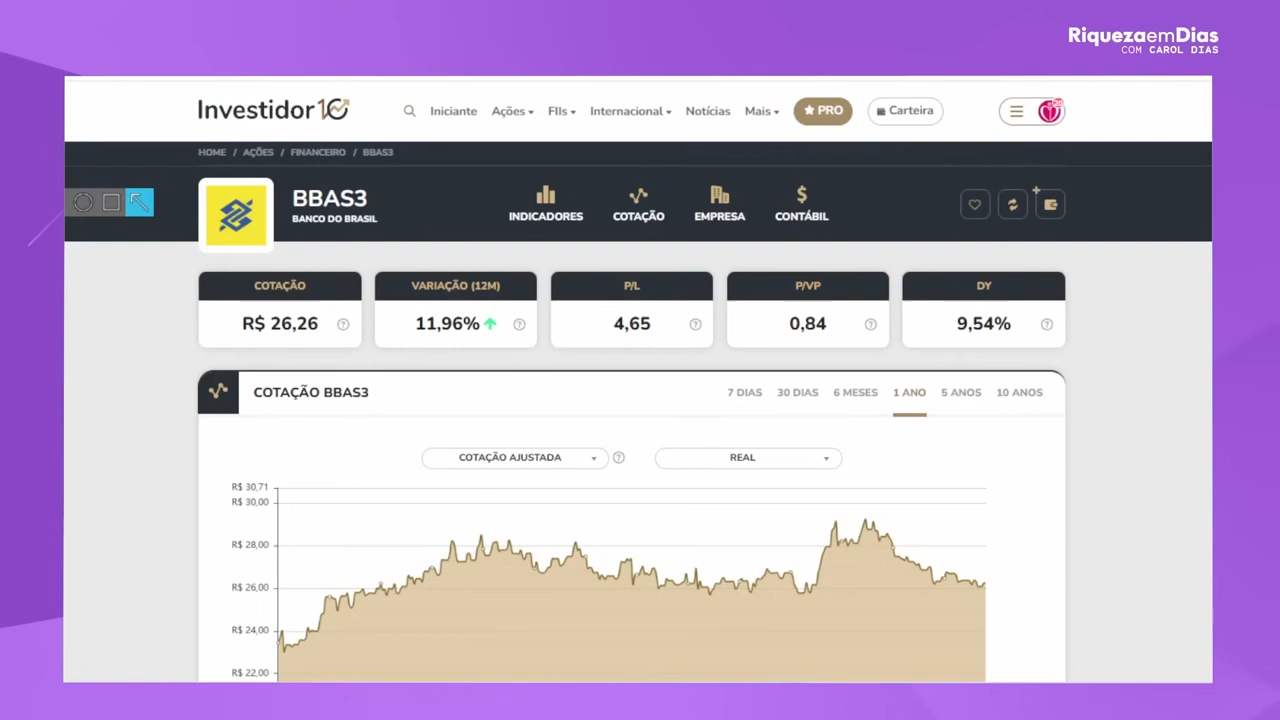 RiquezaemDias
COM CAROL DIAS
Investidor10
Iniciante Ações FIIs Internacional Notícias Mais PRO Carteira
HOME / AÇÕES / FINANCEIRO / BBAS3
BBAS3
BANCO DO BRASIL
INDICADORES COTAÇÃO EMPRESA CONTÁBIL
COTAÇÃO VARIAÇÃO (12M) P/L P/VP DY
R$ 26,26 11,96% 4,65 0,84 9,54%
COTAÇÃO BBAS3
7 DIAS 30 DIAS 6 MESES 1 ANO 5 ANOS 10 ANOS
COTAÇÃO AJUSTADA REAL
R$ 30,71
R$ 30,00
R$ 28,00
R$ 26,00
R$ 24,00
R$ 22,00